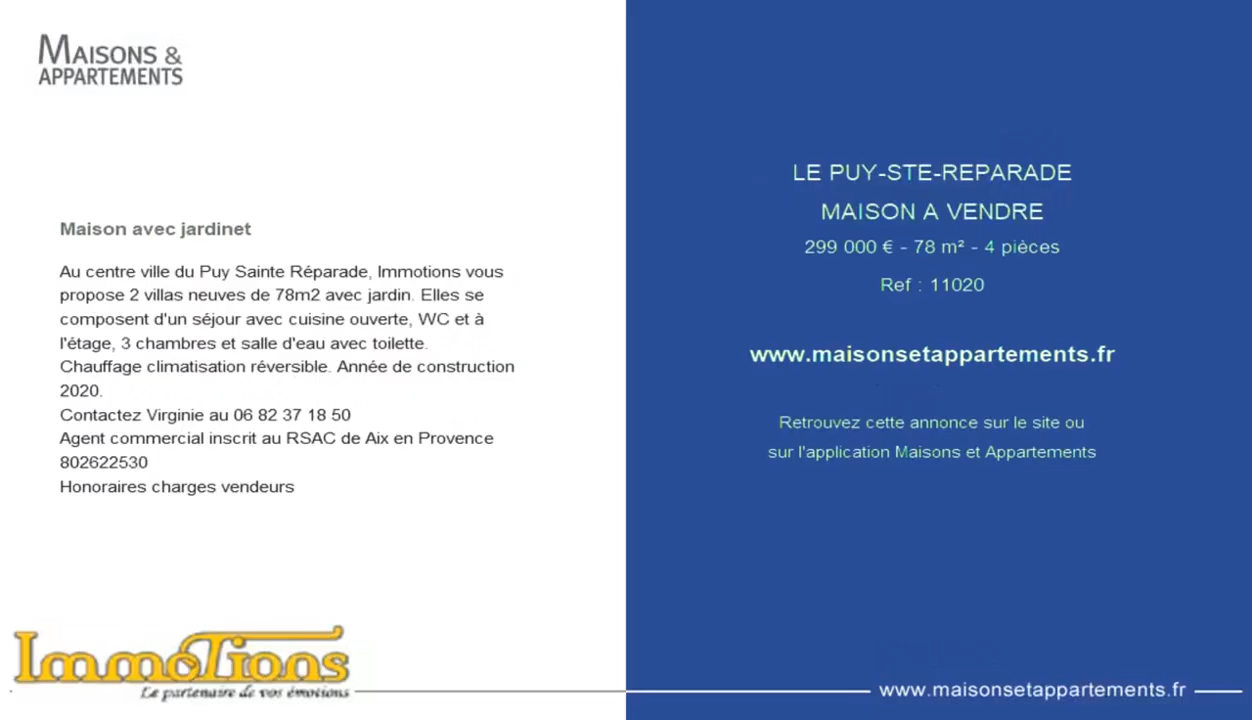 MAISONS &
APPARTEMENTS
Maison avec jardinet
Au centre ville du Puy Sainte Réparade, Immotions vous
propose 2 villas neuves de 78m2 avec jardin. Elles se
composent d'un séjour avec cuisine ouverte, WC et à
l'étage, 3 chambres et salle d'eau avec toilette.
Chauffage climatisation réversible. Année de construction
2020.
Contactez Virginie au 06 82 37 18 50
Agent commercial inscrit au RSAC de Aix en Provence
802622530
Honoraires charges vendeurs
ImmoTions
Le partenaire de vos émotions
LE PUY-STE-REPARADE
MAISON A VENDRE
299 000 € - 78 m² - 4 pièces
Ref : 11020
www.maisonsetappartements.fr
Retrouvez cette annonce sur le site ou
sur l'application Maisons et Appartements
www.maisonsetappartements.fr